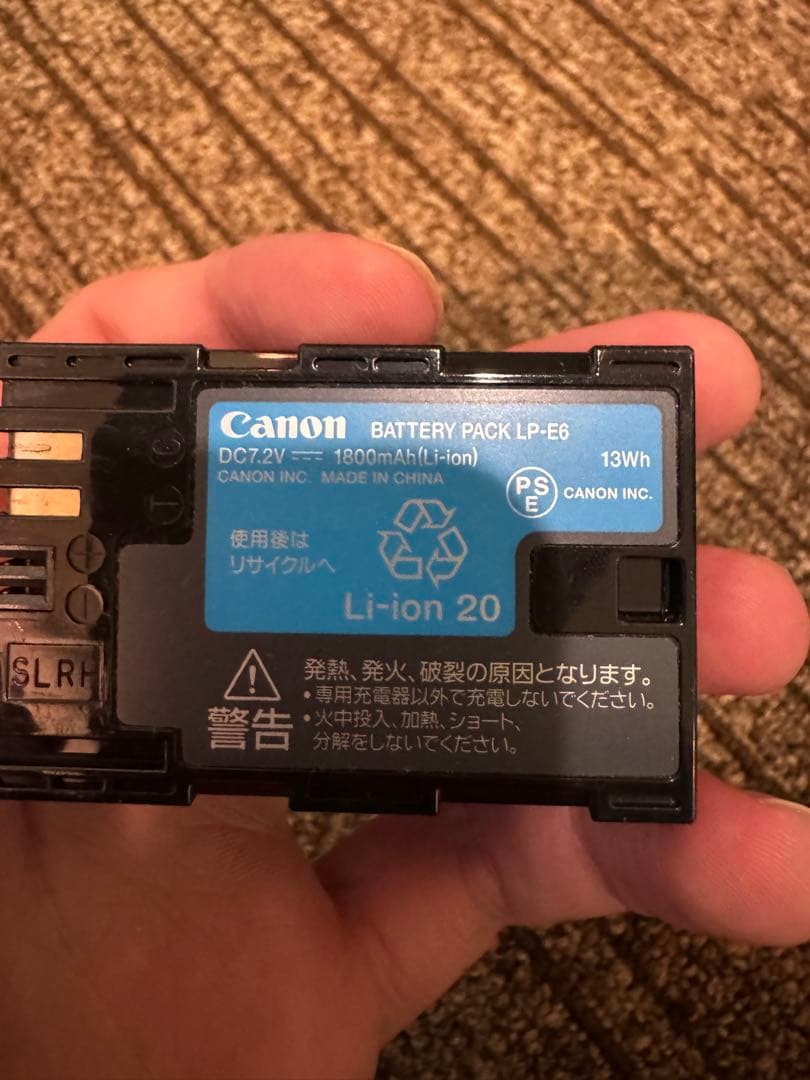 Canon BATTERY PACK LP-E6
DC7.2V ⎓ 1800mAh(Li-ion) 13Wh
CANON INC. MADE IN CHINA
PS
E
CANON INC.
使用後は
リサイクルへ
Li-ion 20
C
T
+
−
SLRH
警告
発熱、発火、破裂の原因となります。
・専用充電器以外で充電しないでください。
・火中投入、加熱、ショート、
分解をしないてください。